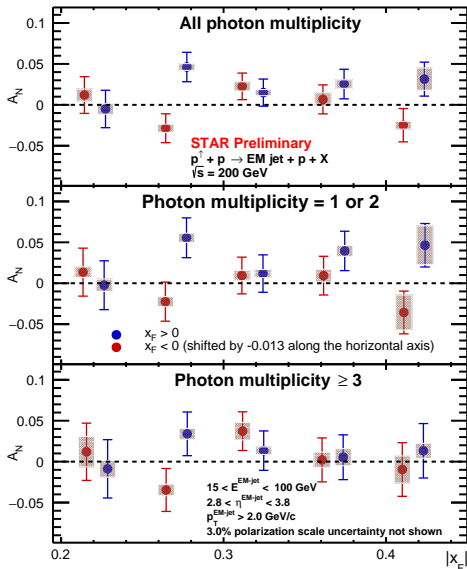 All photon multiplicity
0.1
0.05
0
−0.05
A_N
STAR Preliminary
p^↑ + p → EM jet + p + X
√s = 200 GeV
Photon multiplicity = 1 or 2
0.1
0.05
0
−0.05
A_N
x_F > 0
x_F < 0 (shifted by -0.013 along the horizontal axis)
Photon multiplicity ≥ 3
0.1
0.05
0
−0.05
A_N
15 < E^EM-jet < 100 GeV
2.8 < η^EM-jet < 3.8
p_T^EM-jet > 2.0 GeV/c
3.0% polarization scale uncertainty not shown
0.2 0.3 0.4
|x_F|